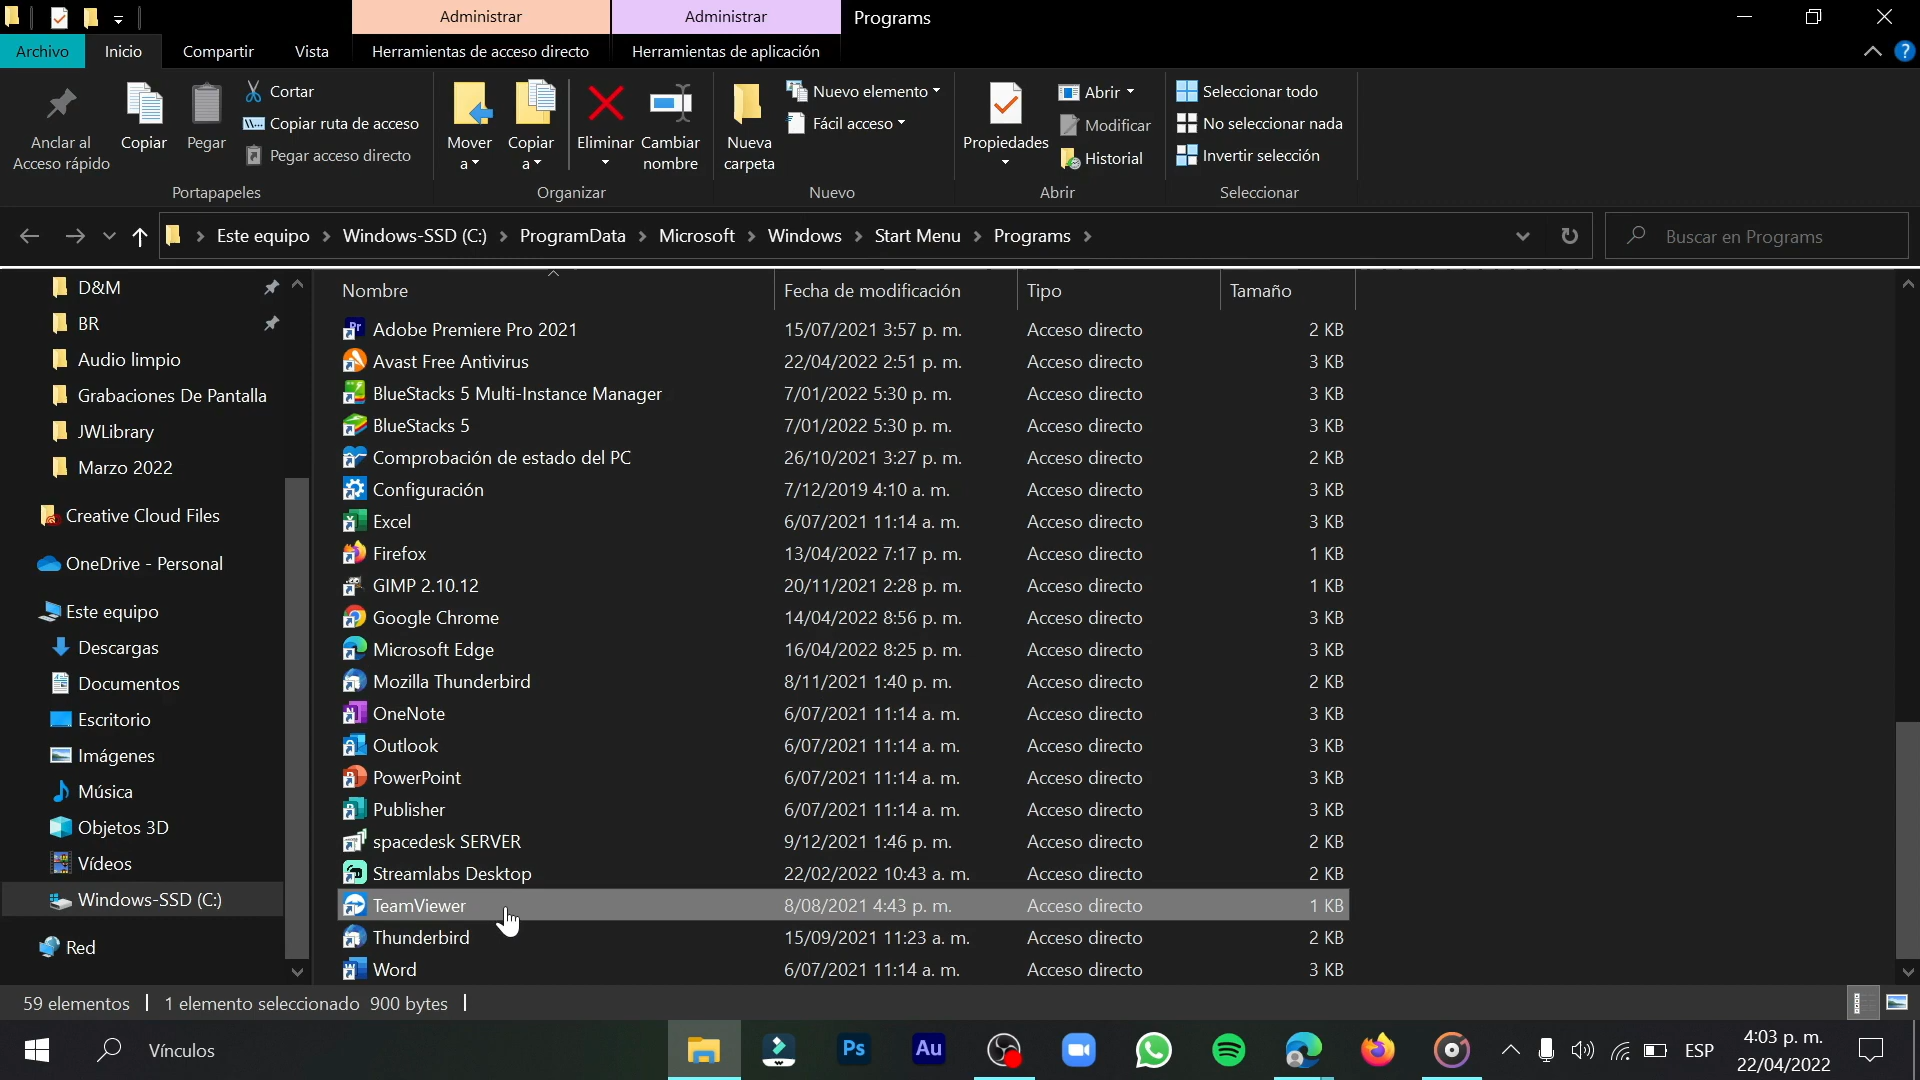 Administrar
Administrar
Programs
Archivo
Inicio
Compartir
Vista
Herramientas de acceso directo
Herramientas de aplicación
?
Anclar al
Acceso rápido
Copiar
Pegar
Cortar
Copiar ruta de acceso
Pegar acceso directo
Portapapeles
Mover
a
Copiar
a
Eliminar
Cambiar
nombre
Organizar
Nueva
carpeta
Nuevo elemento
Fácil acceso
Nuevo
Propiedades
Abrir
Modificar
Historial
Abrir
Seleccionar todo
No seleccionar nada
Invertir selección
Seleccionar
Este equipo > Windows-SSD (C:) > ProgramData > Microsoft > Windows > Start Menu > Programs >
Buscar en Programs
D&M
BR
Audio limpio
Grabaciones De Pantalla
JWLibrary
Marzo 2022
Creative Cloud Files
OneDrive - Personal
Este equipo
Descargas
Documentos
Escritorio
Imágenes
Música
Objetos 3D
Vídeos
Windows-SSD (C:)
Red
Nombre Fecha de modificación Tipo Tamaño
Adobe Premiere Pro 2021 15/07/2021 3:57 p. m. Acceso directo 2 KB
Avast Free Antivirus 22/04/2022 2:51 p. m. Acceso directo 3 KB
BlueStacks 5 Multi-Instance Manager 7/01/2022 5:30 p. m. Acceso directo 3 KB
BlueStacks 5 7/01/2022 5:30 p. m. Acceso directo 3 KB
Comprobación de estado del PC 26/10/2021 3:27 p. m. Acceso directo 2 KB
Configuración 7/12/2019 4:10 a. m. Acceso directo 3 KB
Excel 6/07/2021 11:14 a. m. Acceso directo 3 KB
Firefox 13/04/2022 7:17 p. m. Acceso directo 1 KB
GIMP 2.10.12 20/11/2021 2:28 p. m. Acceso directo 1 KB
Google Chrome 14/04/2022 8:56 p. m. Acceso directo 3 KB
Microsoft Edge 16/04/2022 8:25 p. m. Acceso directo 3 KB
Mozilla Thunderbird 8/11/2021 1:40 p. m. Acceso directo 2 KB
OneNote 6/07/2021 11:14 a. m. Acceso directo 3 KB
Outlook 6/07/2021 11:14 a. m. Acceso directo 3 KB
PowerPoint 6/07/2021 11:14 a. m. Acceso directo 3 KB
Publisher 6/07/2021 11:14 a. m. Acceso directo 3 KB
spacedesk SERVER 9/12/2021 1:46 p. m. Acceso directo 2 KB
Streamlabs Desktop 22/02/2022 10:43 a. m. Acceso directo 2 KB
TeamViewer 8/08/2021 4:43 p. m. Acceso directo 1 KB
Thunderbird 15/09/2021 11:23 a. m. Acceso directo 2 KB
Word 6/07/2021 11:14 a. m. Acceso directo 3 KB
59 elementos
1 elemento seleccionado 900 bytes
Vínculos
Ps
Au
ESP
4:03 p. m.
22/04/2022